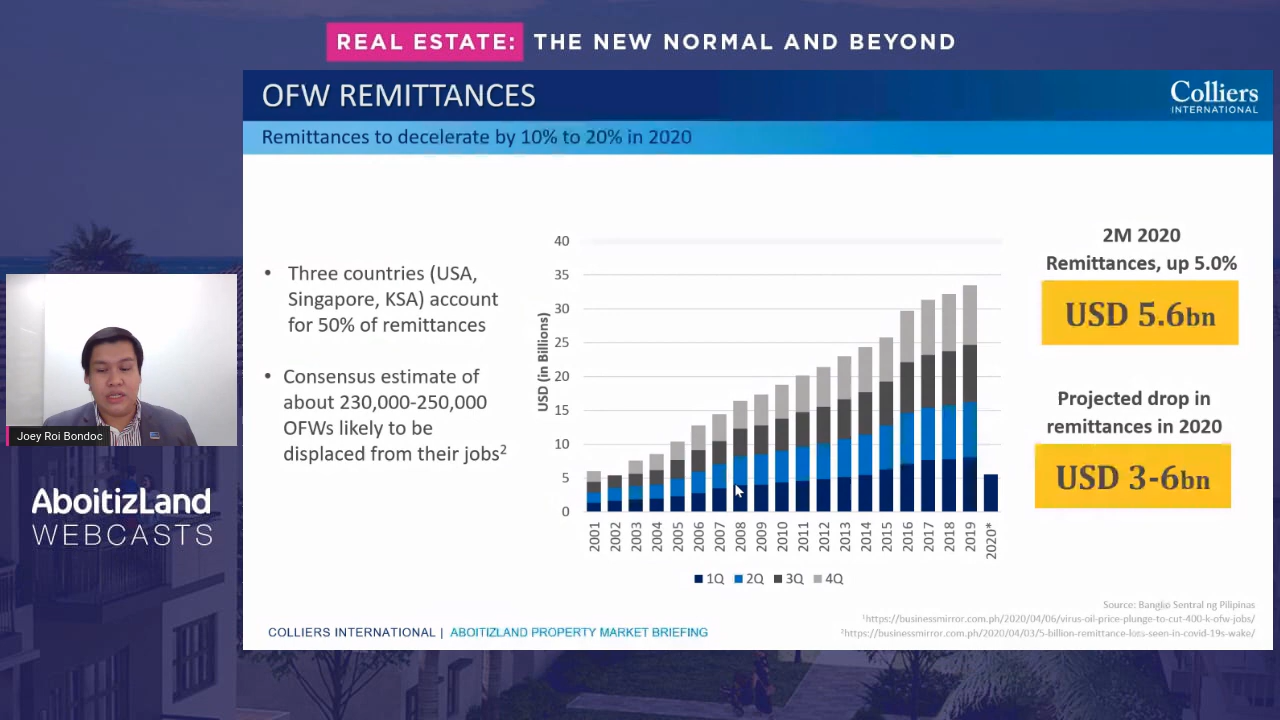 REAL ESTATE: THE NEW NORMAL AND BEYOND
OFW REMITTANCES
Colliers
INTERNATIONAL
Remittances to decelerate by 10% to 20% in 2020
• Three countries (USA,
Singapore, KSA) account
for 50% of remittances
• Consensus estimate of
about 230,000-250,000
OFWs likely to be
displaced from their jobs²
USD (in Billions)
40
35
30
25
20
15
10
5
0
2001 2002 2003 2004 2005 2006 2007 2008 2009 2010 2011 2012 2013 2014 2015 2016 2017 2018 2019 2020*
1Q 2Q 3Q 4Q
2M 2020
Remittances, up 5.0%
USD 5.6bn
Projected drop in
remittances in 2020
USD 3-6bn
Joey Roi Bondoc
AboitizLand
WEBCASTS
Source: Bangko Sentral ng Pilipinas
¹https://businessmirror.com.ph/2020/04/06/virus-oil-price-plunge-to-cut-400-k-ofw-jobs/
²https://businessmirror.com.ph/2020/04/03/5-billion-remittance-loss-seen-in-covid-19s-wake/
COLLIERS INTERNATIONAL | ABOITIZLAND PROPERTY MARKET BRIEFING